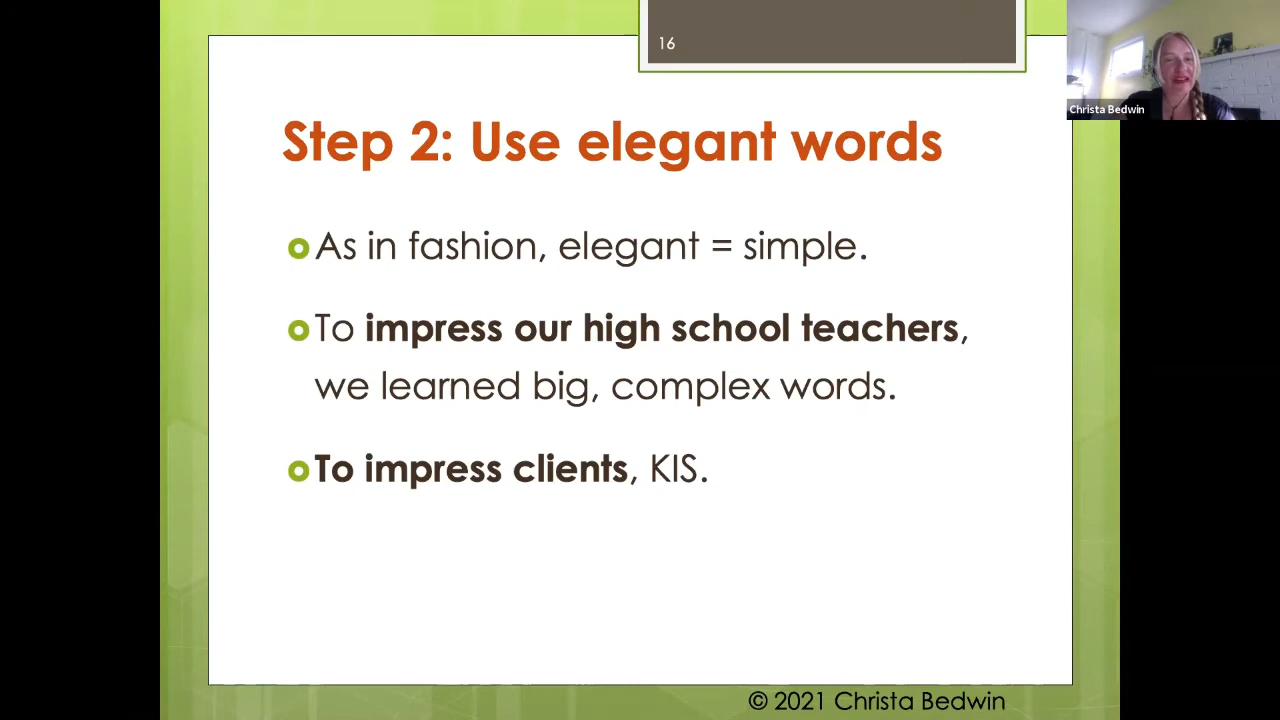 16
Christa Bedwin
Step 2: Use elegant words
As in fashion, elegant = simple.
To impress our high school teachers,
we learned big, complex words.
To impress clients, KIS.
© 2021 Christa Bedwin